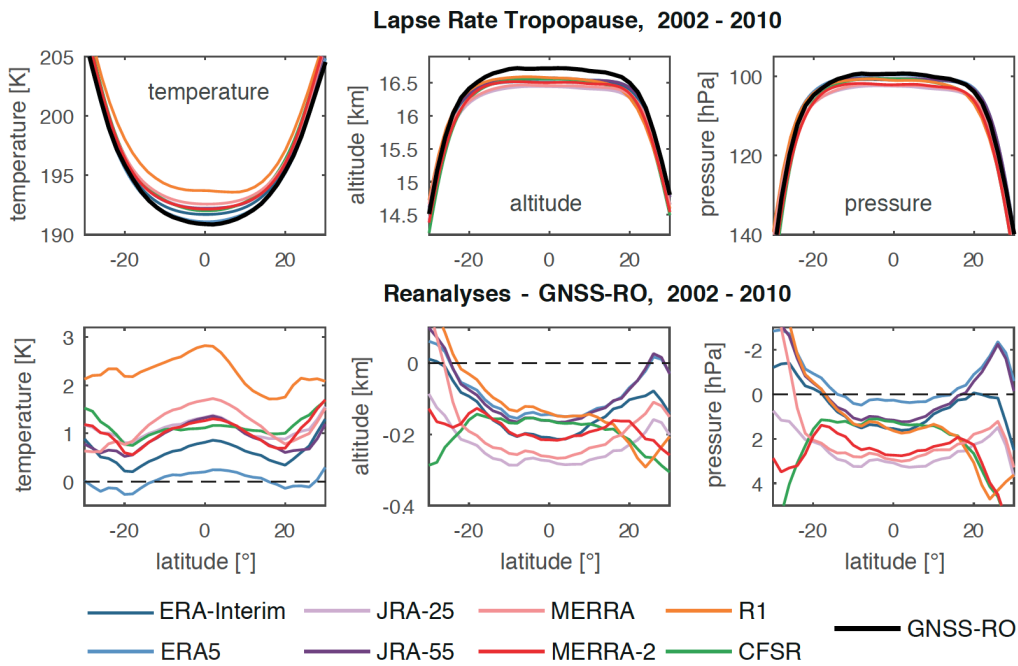 Lapse Rate Tropopause, 2002 - 2010
temperature [K]
205
200
195
190
temperature
-20 0 20
altitude [km]
16.5
16
15.5
15
14.5
altitude
-20 0 20
pressure [hPa]
100
120
140
pressure
-20 0 20
Reanalyses - GNSS-RO, 2002 - 2010
temperature [K]
3
2
1
0
-20 0 20
latitude [°]
altitude [km]
0
-0.2
-0.4
-20 0 20
latitude [°]
pressure [hPa]
-2
0
2
4
-20 0 20
latitude [°]
ERA-Interim JRA-25 MERRA R1
GNSS-RO
ERA5 JRA-55 MERRA-2 CFSR